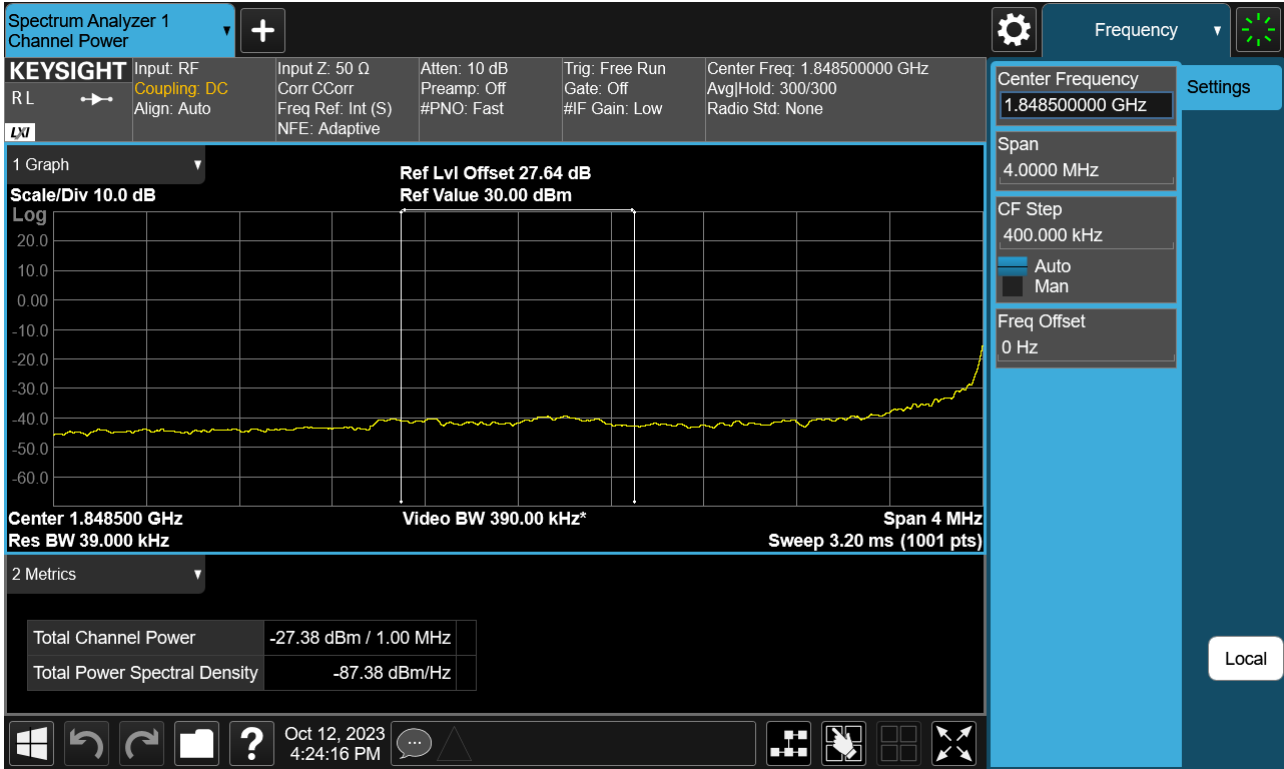 Spectrum Analyzer 1
Channel Power
+
Frequency
KEYSIGHT
R L
LXI
Input: RF
Coupling: DC
Align: Auto
Input Z: 50 Ω
Corr CCorr
Freq Ref: Int (S)
NFE: Adaptive
Atten: 10 dB
Preamp: Off
#PNO: Fast
Trig: Free Run
Gate: Off
#IF Gain: Low
Center Freq: 1.848500000 GHz
Avg|Hold: 300/300
Radio Std: None
Center Frequency
1.848500000 GHz
Settings
Span
4.0000 MHz
CF Step
400.000 kHz
Auto
Man
Freq Offset
0 Hz
Local
1 Graph
Ref Lvl Offset 27.64 dB
Scale/Div 10.0 dB
Ref Value 30.00 dBm
Log
20.0
10.0
0.00
-10.0
-20.0
-30.0
-40.0
-50.0
-60.0
Center 1.848500 GHz
Video BW 390.00 kHz*
Span 4 MHz
Res BW 39.000 kHz
Sweep 3.20 ms (1001 pts)
2 Metrics
Total Channel Power -27.38 dBm / 1.00 MHz
Total Power Spectral Density -87.38 dBm/Hz
?
Oct 12, 2023
4:24:16 PM